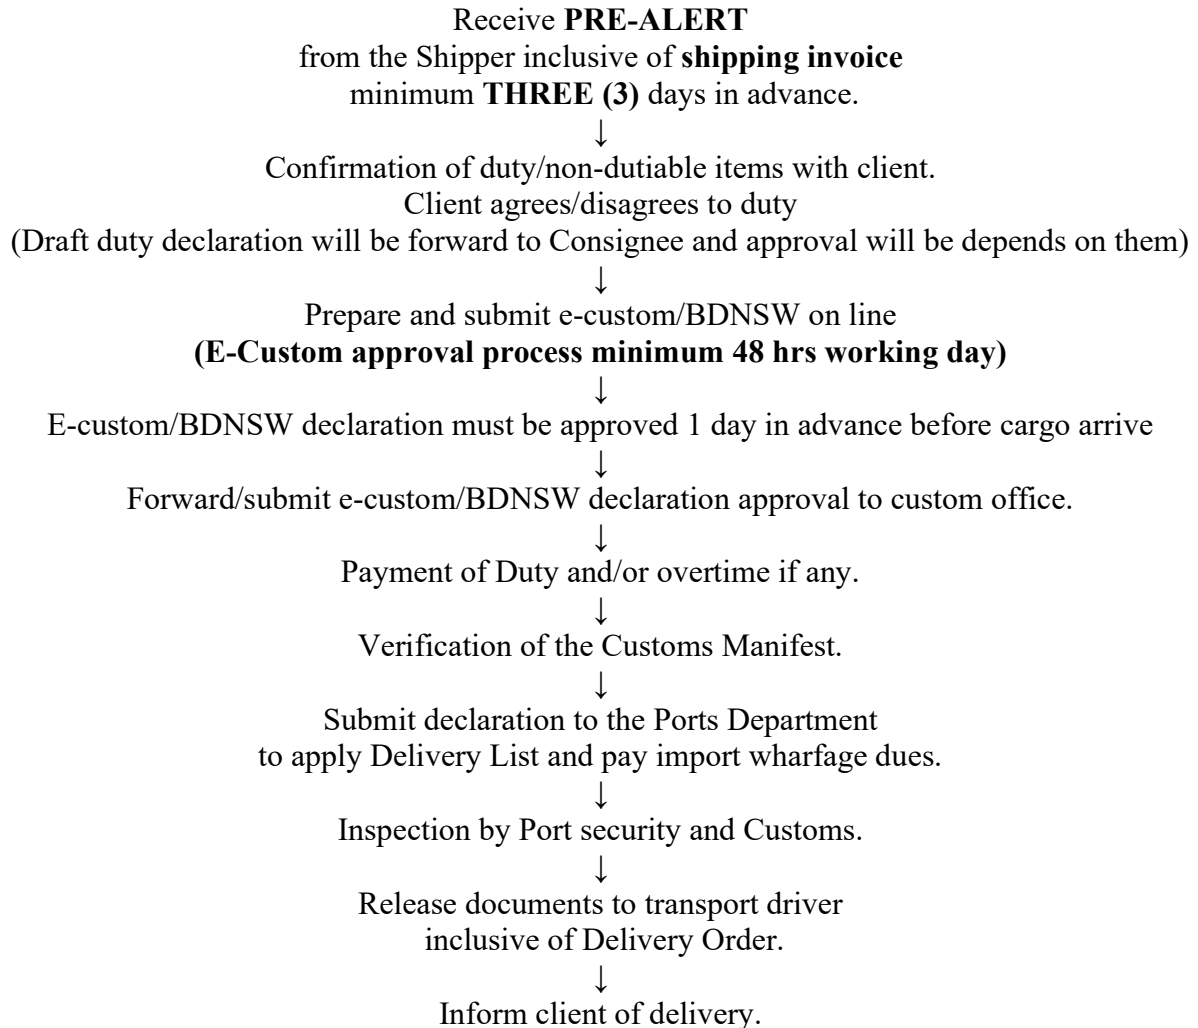 Receive PRE-ALERT
from the Shipper inclusive of shipping invoice
minimum THREE (3) days in advance.
↓
Confirmation of duty/non-dutiable items with client.
Client agrees/disagrees to duty
(Draft duty declaration will be forward to Consignee and approval will be depends on them)
↓
Prepare and submit e-custom/BDNSW on line
(E-Custom approval process minimum 48 hrs working day)
↓
E-custom/BDNSW declaration must be approved 1 day in advance before cargo arrive
↓
Forward/submit e-custom/BDNSW declaration approval to custom office.
↓
Payment of Duty and/or overtime if any.
↓
Verification of the Customs Manifest.
↓
Submit declaration to the Ports Department
to apply Delivery List and pay import wharfage dues.
↓
Inspection by Port security and Customs.
↓
Release documents to transport driver
inclusive of Delivery Order.
↓
Inform client of delivery.